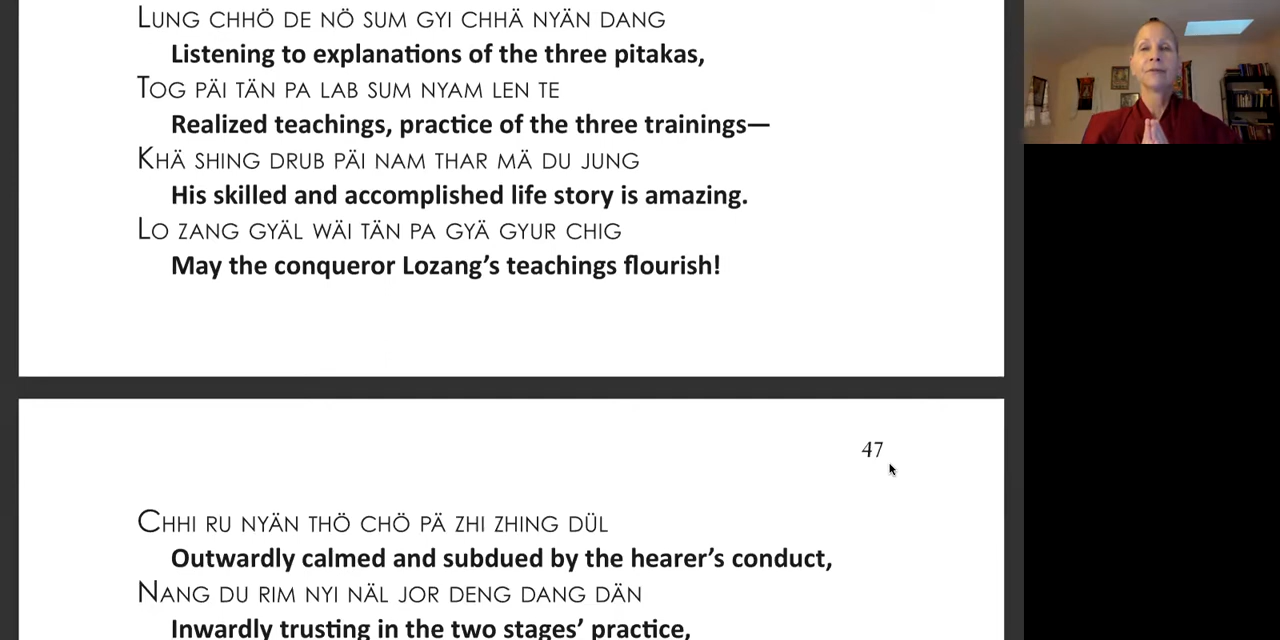 LUNG CHHÖ DE NÖ SUM GYI CHHÄ NYÄN DANG
Listening to explanations of the three pitakas,
TOG PÄI TÄN PA LAB SUM NYAM LEN TE
Realized teachings, practice of the three trainings—
KHÄ SHING DRUB PÄI NAM THAR MÄ DU JUNG
His skilled and accomplished life story is amazing.
LO ZANG GYÄL WÄI TÄN PA GYÄ GYUR CHIG
May the conqueror Lozang’s teachings flourish!
47
CHHI RU NYÄN THÖ CHÖ PÄ ZHI ZHING DÜL
Outwardly calmed and subdued by the hearer’s conduct,
NANG DU RIM NYI NÄL JOR DENG DANG DÄN
Inwardly trusting in the two stages’ practice,